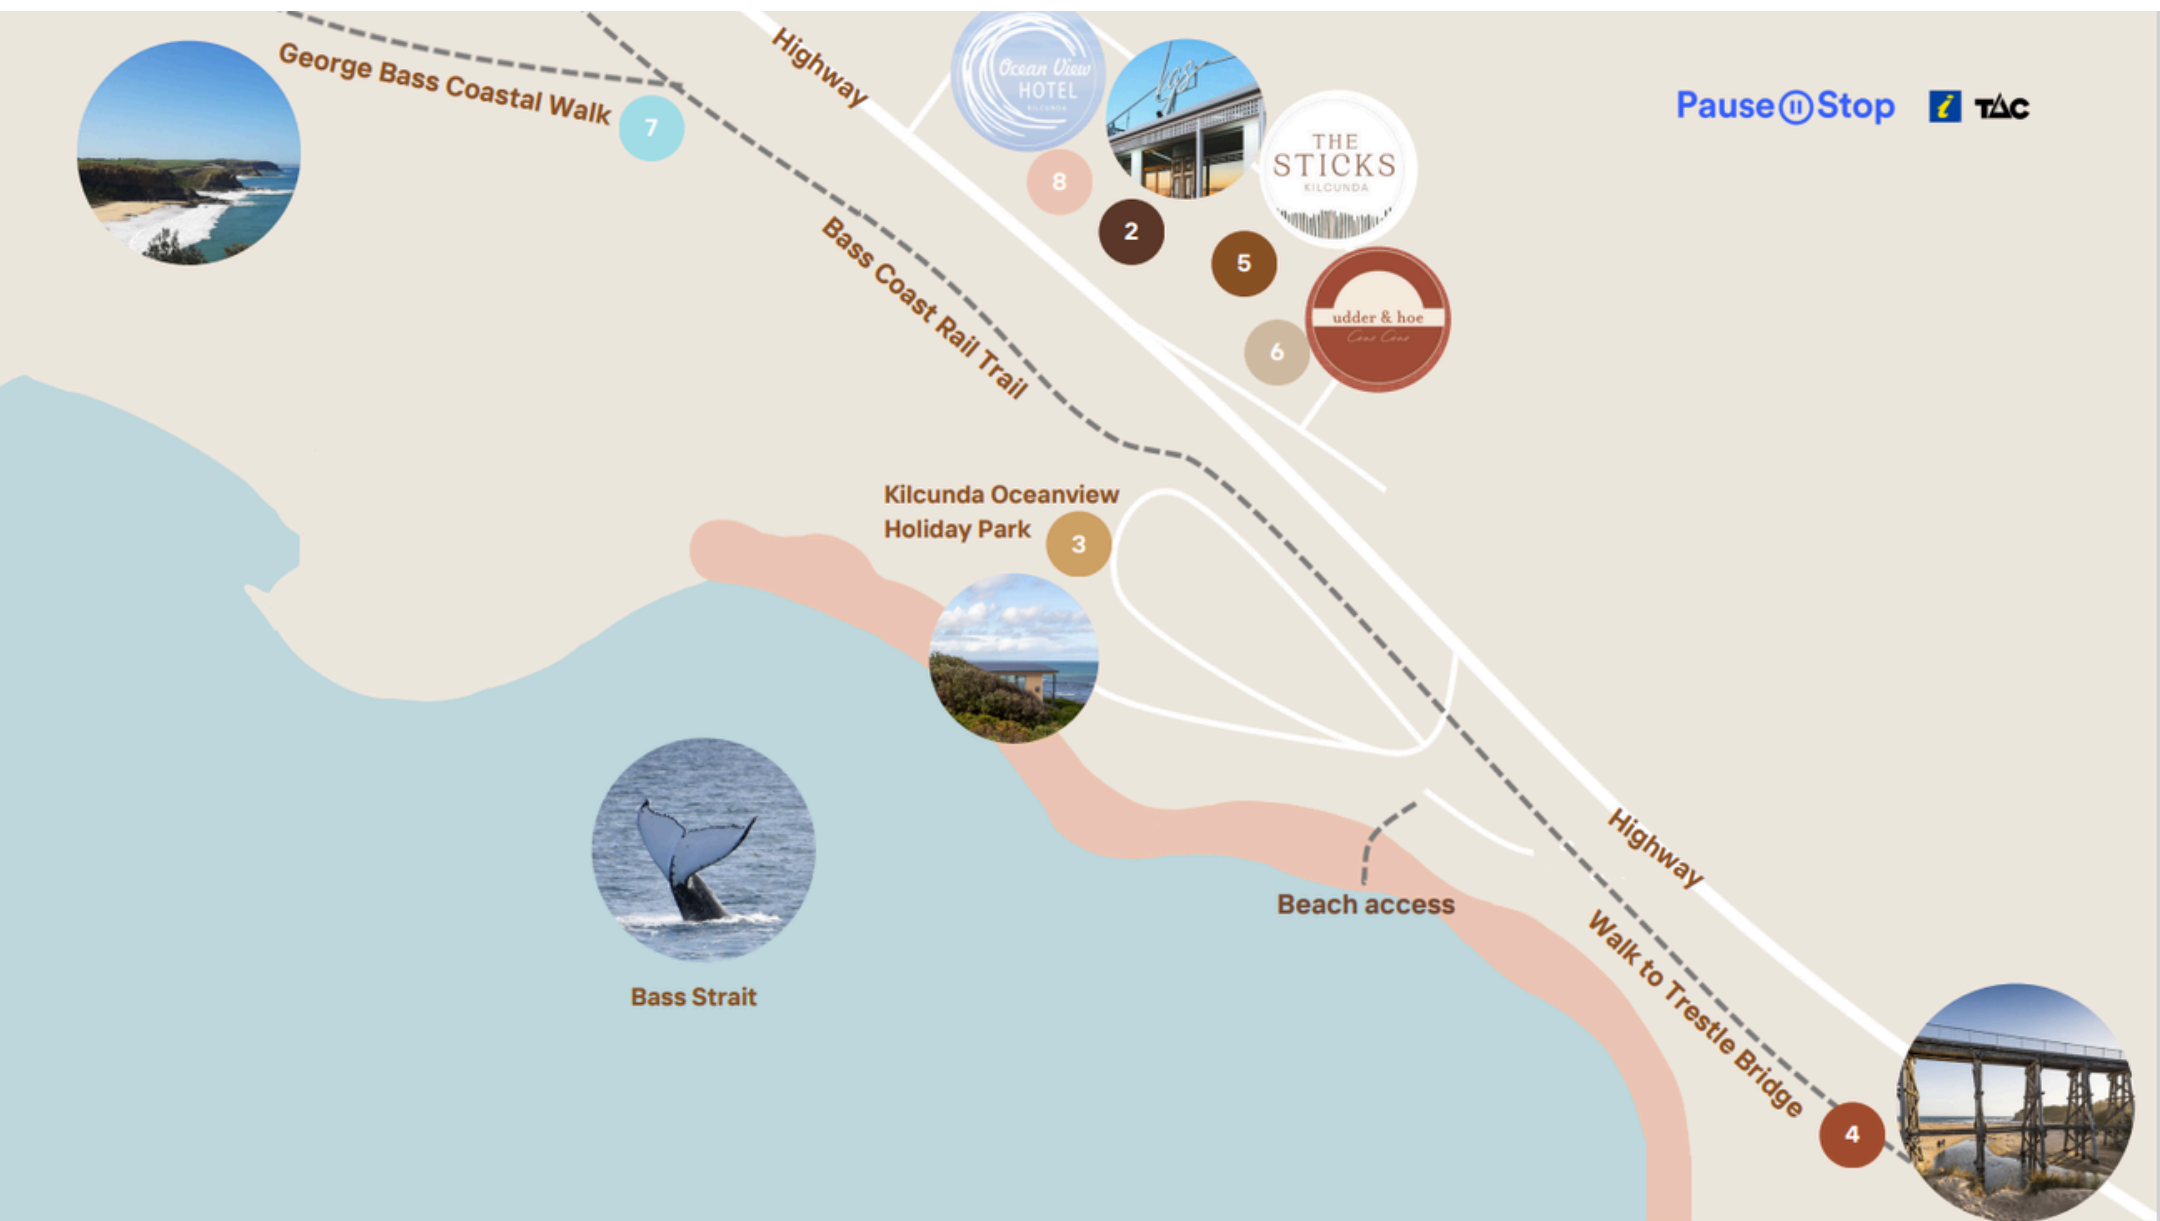 George Bass Coastal Walk
7
Highway
Ocean View
HOTEL
KILCUNDA
8
2
THE
STICKS
KILCUNDA
5
udder & hoe
6
Pause Stop
i
TAC
Bass Coast Rail Trail
Kilcunda Oceanview
Holiday Park
3
Beach access
Bass Strait
Highway
Walk to Trestle Bridge
4